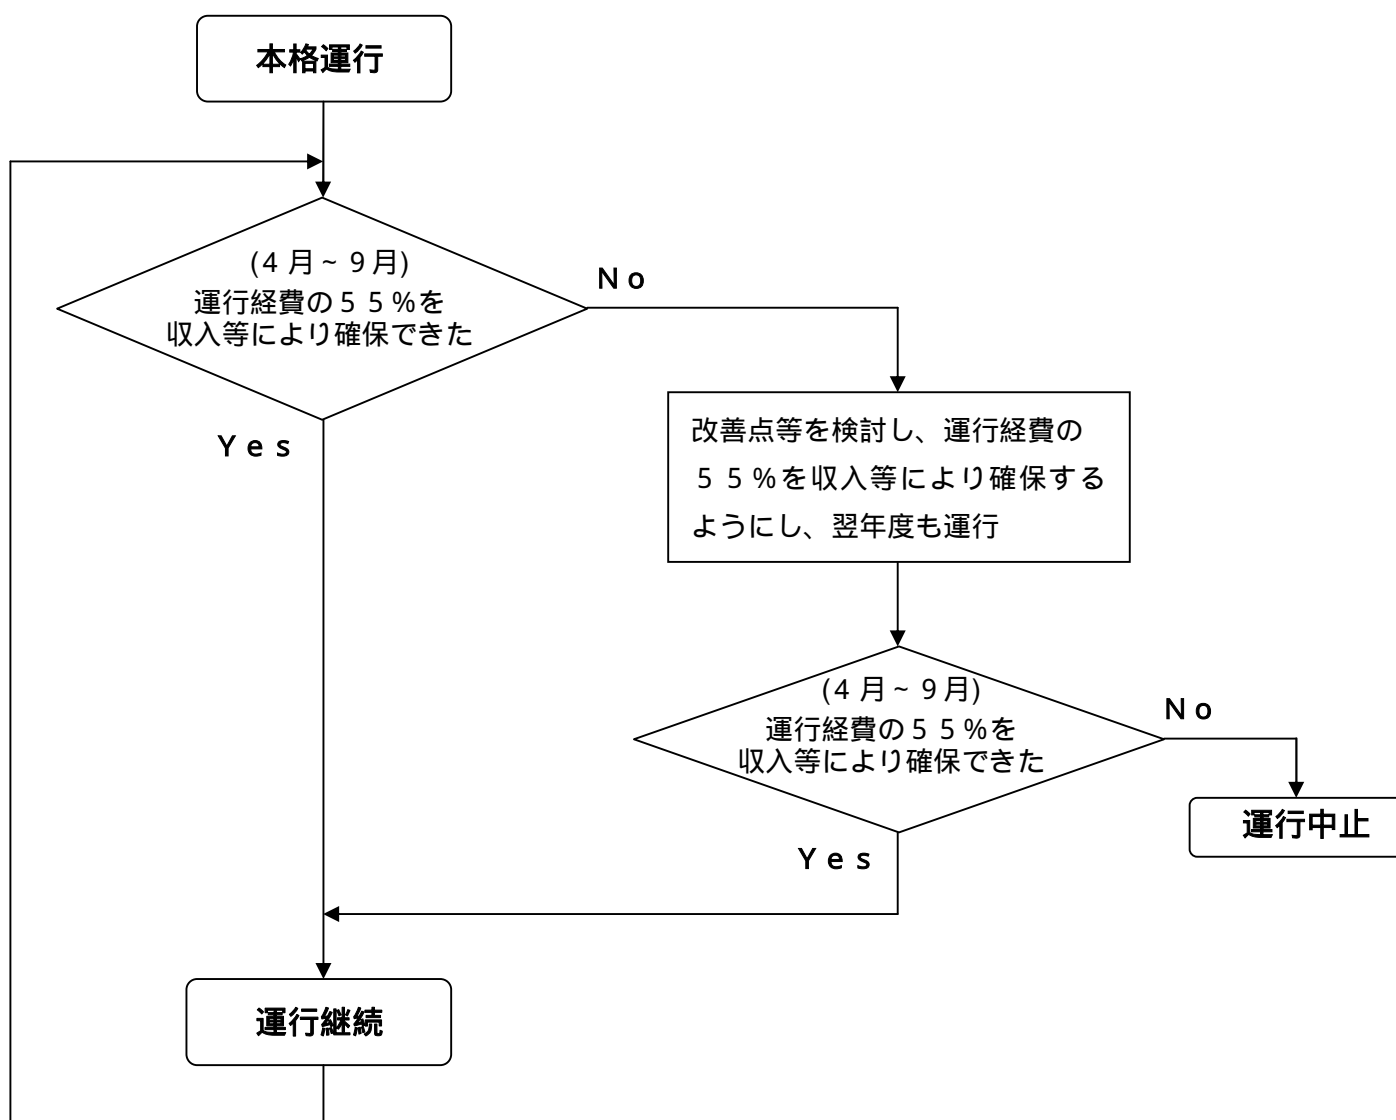 本格運行
(4月~9月)
運行経費の55%を
収入等により確保できた
No
Yes
改善点等を検討し、運行経費の
55%を収入等により確保する
ようにし、翌年度も運行
(4月~9月)
運行経費の55%を
収入等により確保できた
No
運行中止
Yes
運行継続